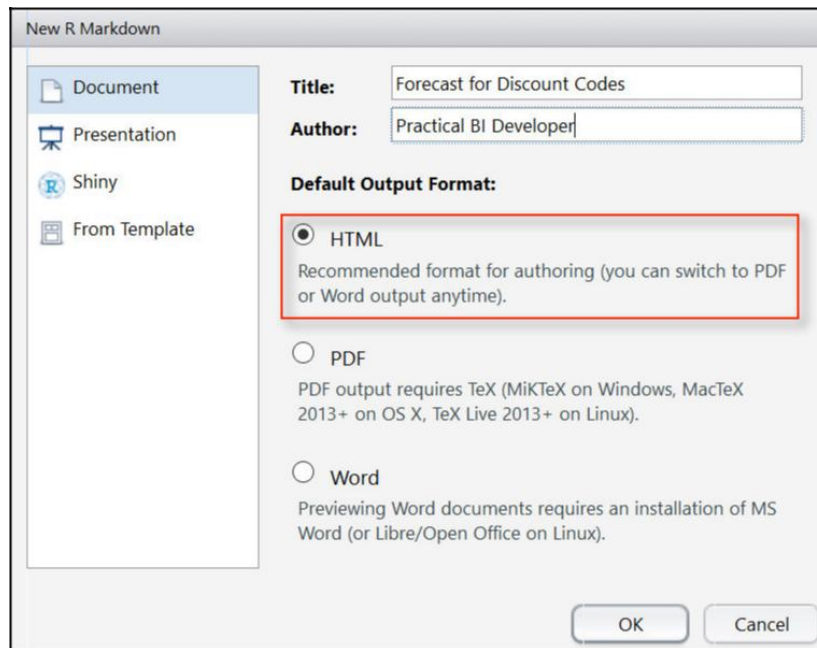 New R Markdown
Document
Presentation
Shiny
From Template
Title: Forecast for Discount Codes
Author: Practical BI Developer
Default Output Format:
HTML
Recommended format for authoring (you can switch to PDF
or Word output anytime).
PDF
PDF output requires TeX (MiKTeX on Windows, MacTeX
2013+ on OS X, TeX Live 2013+ on Linux).
Word
Previewing Word documents requires an installation of MS
Word (or Libre/Open Office on Linux).
OK Cancel